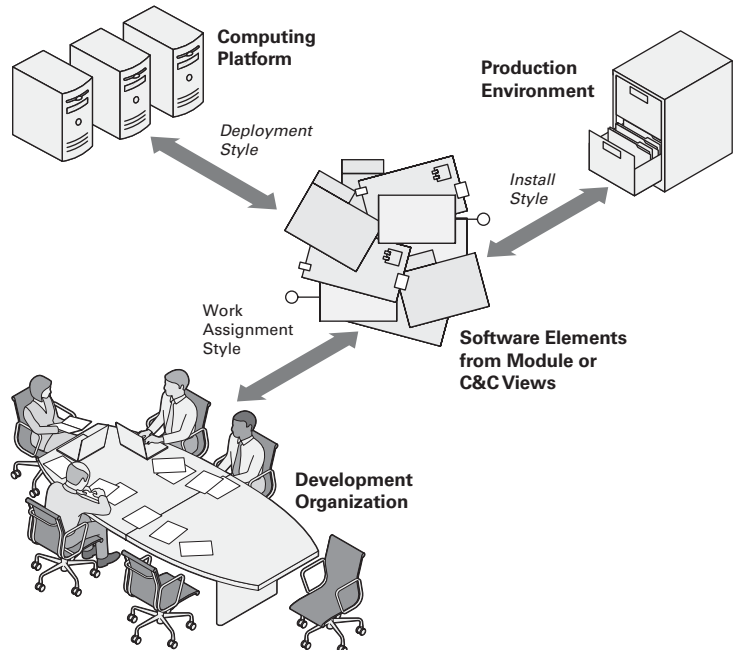 Computing
Platform
Production
Environment
Deployment
Style
Install
Style
Work
Assignment
Style
Software Elements
from Module or
C&C Views
Development
Organization